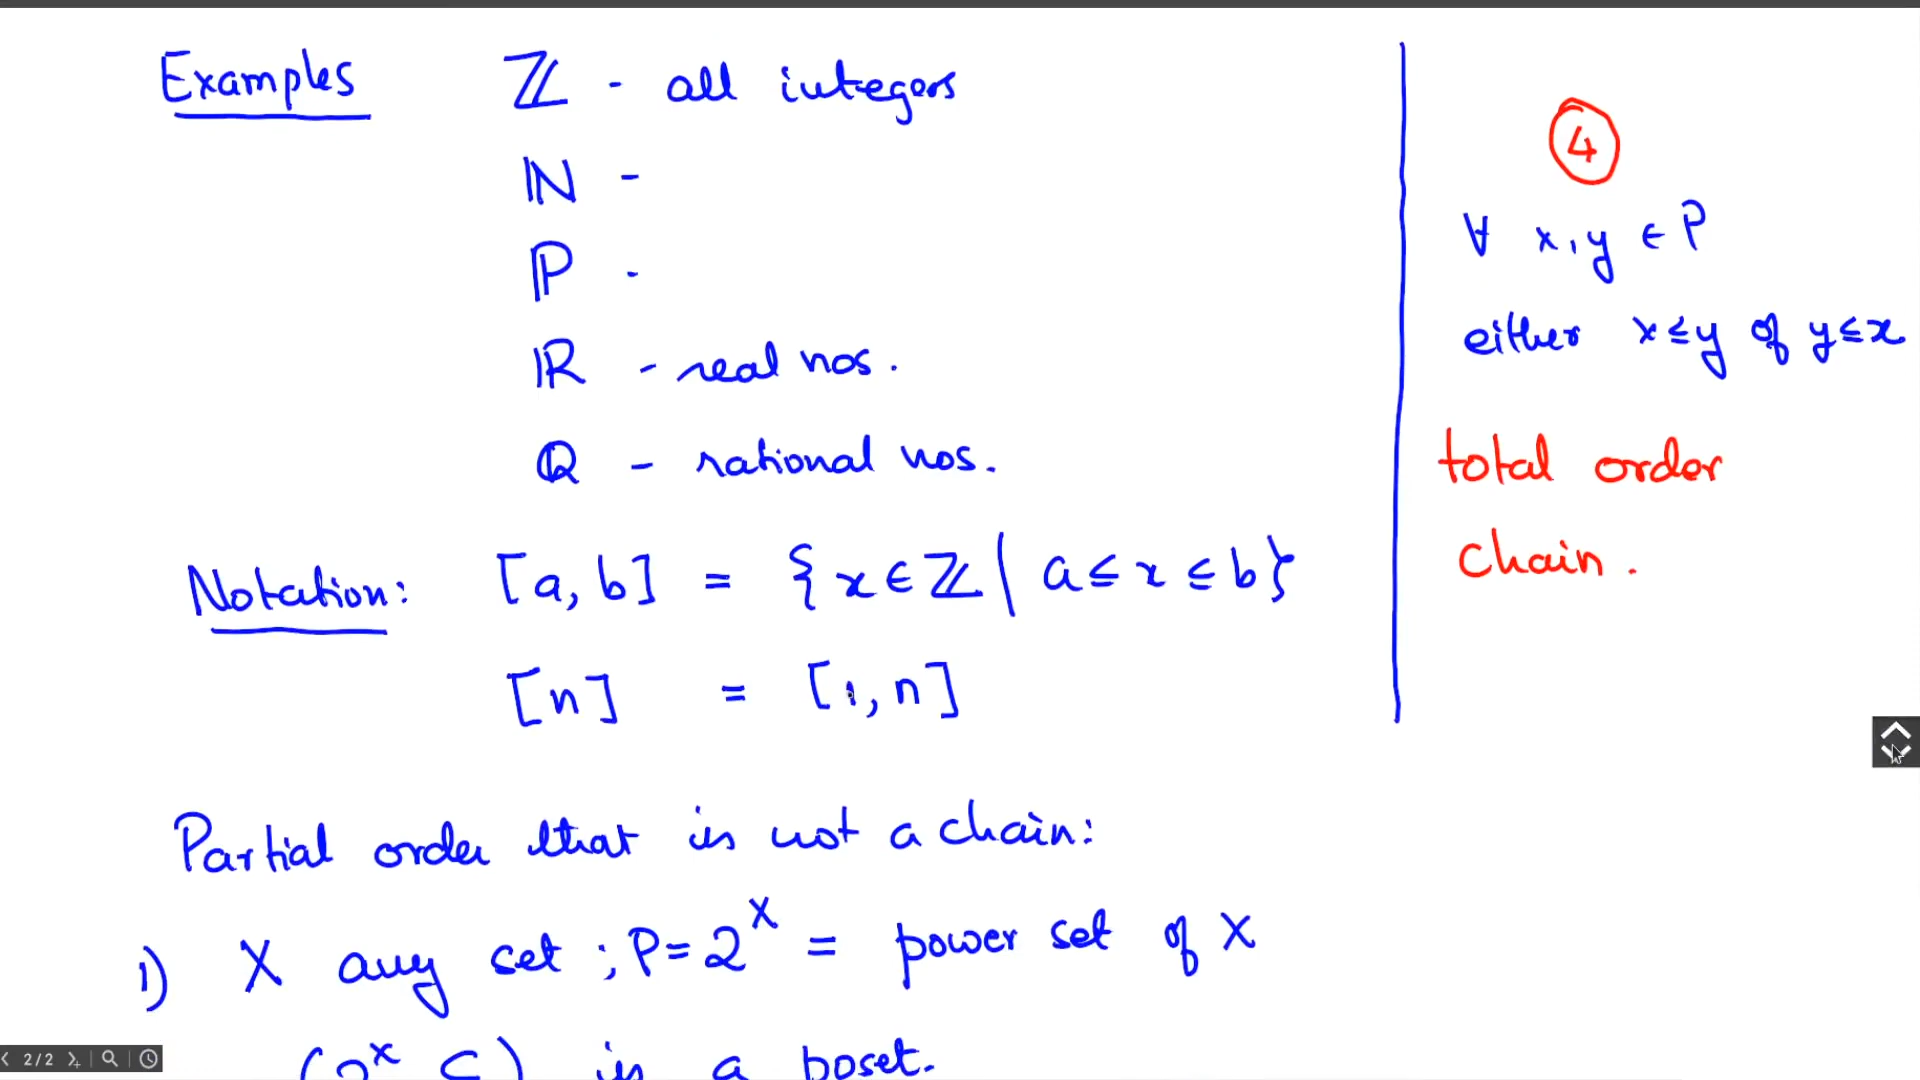 Examples ℤ - all integers
ℕ -
ℙ -
ℝ - real nos.
ℚ - rational nos.
Notation: [a, b] = {x ∈ ℤ | a ≤ x ≤ b}
[n] = [1, n]
4
∀ x, y ∈ P
either x ≤ y of y ≤ x
total order
chain.
Partial order that is not a chain:
1) X any set ; P = 2^X = power set of X
(2^X ⊆) is a poset.
2/2